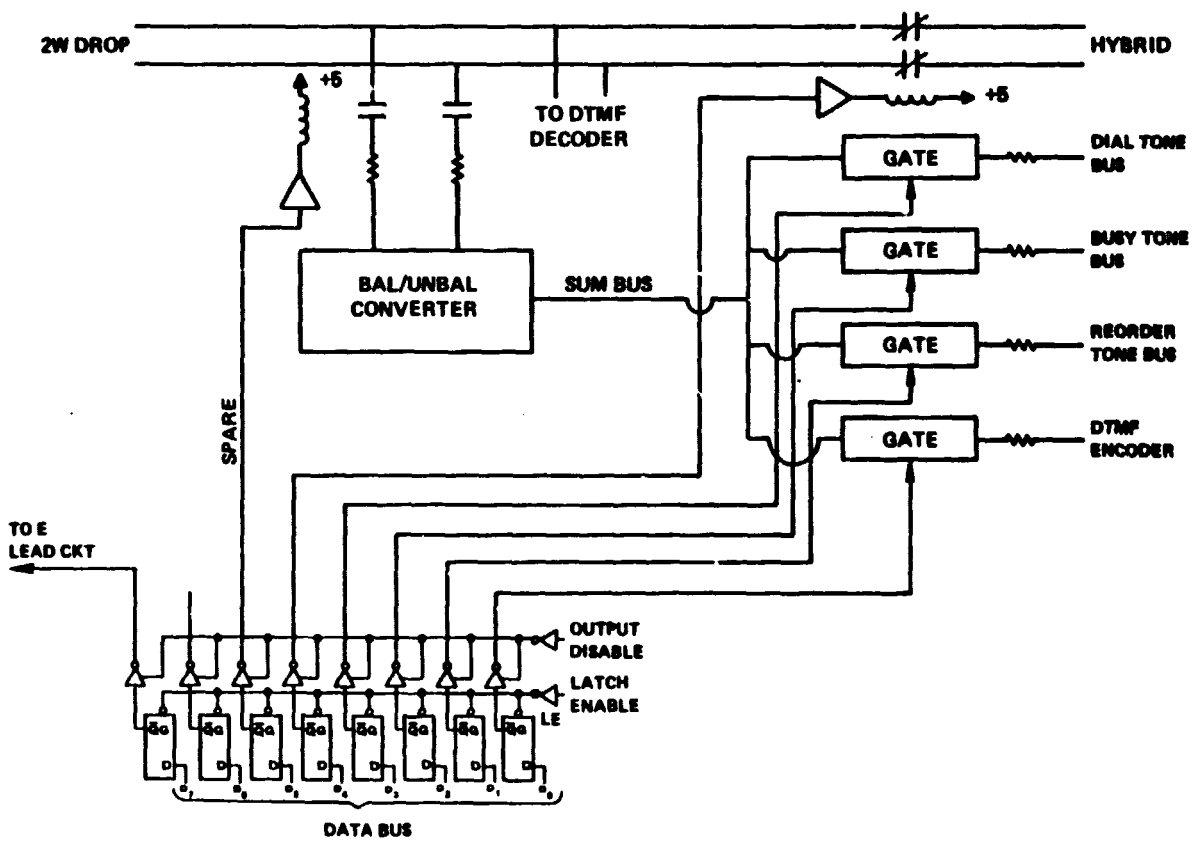 2W DROP
HYBRID
+5
+5
TO DTMF
DECODER
GATE
DIAL TONE
BUS
GATE
BUSY TONE
BUS
BAL/UNBAL
CONVERTER
SUM BUS
GATE
REORDER
TONE BUS
SPARE
GATE
DTMF
ENCODER
TO E
LEAD CKT
OUTPUT
DISABLE
LATCH
ENABLE
LE
Q̅G Q̅G Q̅G Q̅G Q̅G Q̅G Q̅G Q̅G
D D D D D D D D
DATA BUS